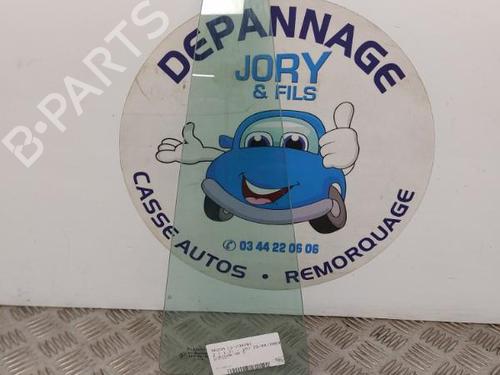 B-PARTS
DEPANNAGE
JORY
& FILS
03 44 22 06 06
CASSE AUTOS • REMORQUAGE